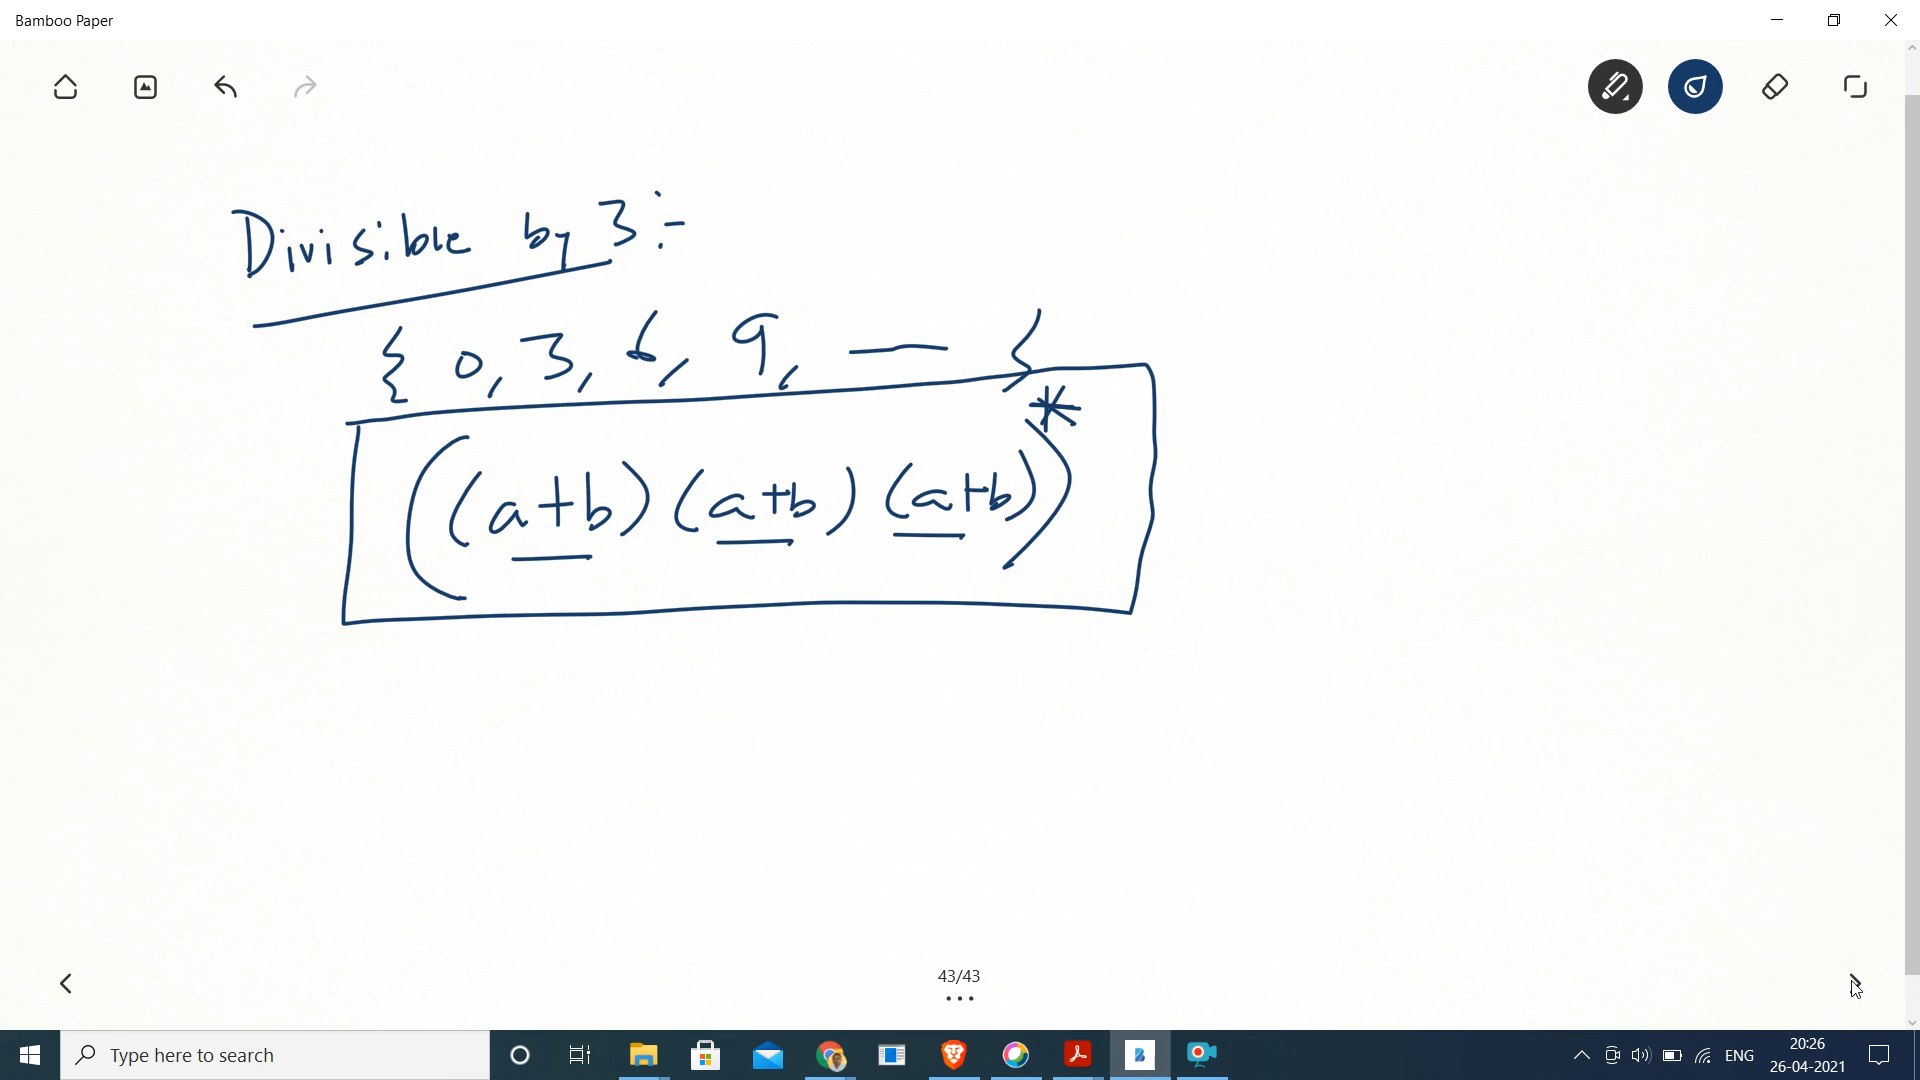 Bamboo Paper
Divisible by 3 :-
{ 0, 3, 6, 9, — }
((a+b) (a+b) (a+b))*
43/43
Type here to search
ENG
20:26
26-04-2021